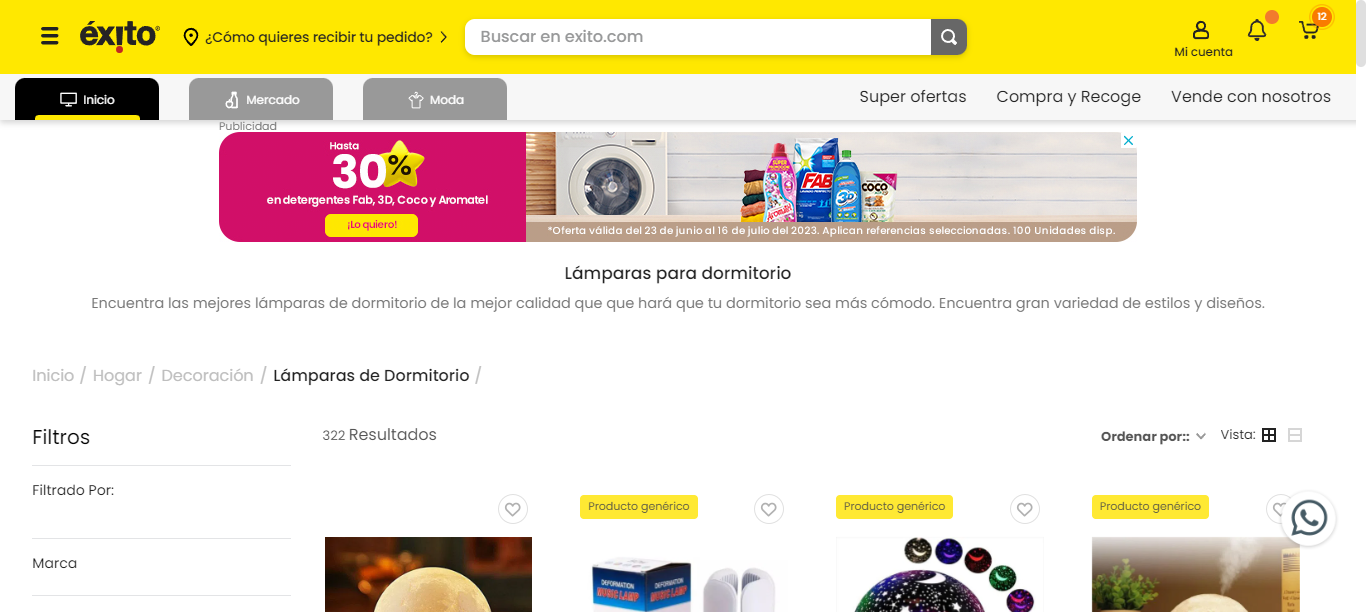 éxito®
¿Cómo quieres recibir tu pedido?
Buscar en exito.com
12
Mi cuenta
Inicio
Mercado
Moda
Super ofertas
Compra y Recoge
Vende con nosotros
Publicidad
Hasta
30%
en detergentes Fab, 3D, Coco y Aromatel
¡Lo quiero!
SUPER
AROMATEL
FAB
3D
COCO
*Oferta válida del 23 de junio al 16 de julio del 2023. Aplican referencias seleccionadas. 100 Unidades disp.
Lámparas para dormitorio
Encuentra las mejores lámparas de dormitorio de la mejor calidad que que hará que tu dormitorio sea más cómodo. Encuentra gran variedad de estilos y diseños.
Inicio / Hogar / Decoración / Lámparas de Dormitorio /
Filtros
322 Resultados
Ordenar por::
Vista:
Filtrado Por:
Producto genérico
Producto genérico
Producto genérico
Marca
DEFORMATION
MUSIC LAMP
DEFORMATION
MUSIC LAMP